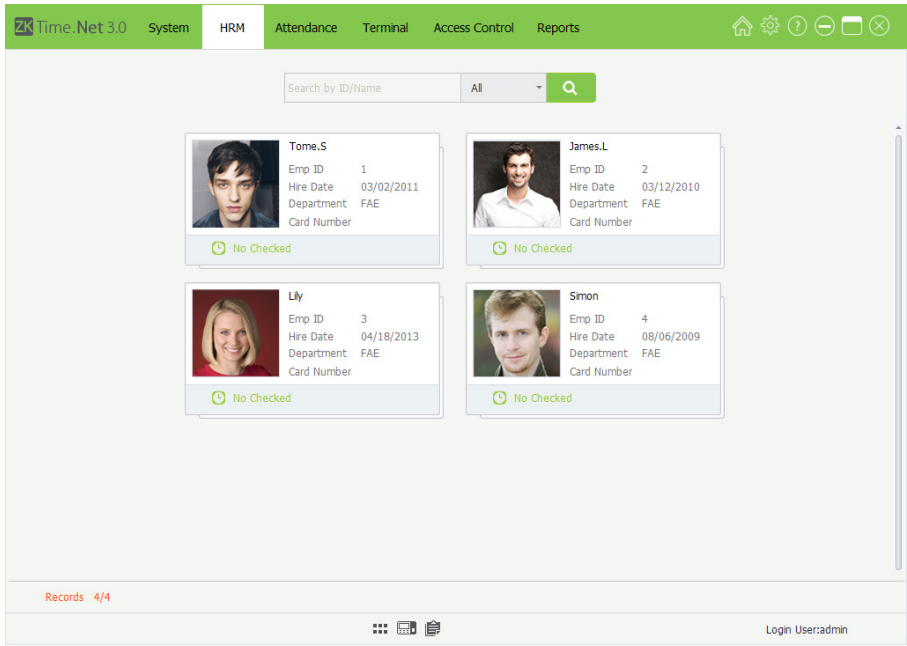 ZK Time.Net 3.0 System HRM Attendance Terminal Access Control Reports
Search by ID/Name All
Tome.S
Emp ID 1
Hire Date 03/02/2011
Department FAE
Card Number
No Checked
James.L
Emp ID 2
Hire Date 03/12/2010
Department FAE
Card Number
No Checked
Lily
Emp ID 3
Hire Date 04/18/2013
Department FAE
Card Number
No Checked
Simon
Emp ID 4
Hire Date 08/06/2009
Department FAE
Card Number
No Checked
Records 4/4
Login User:admin